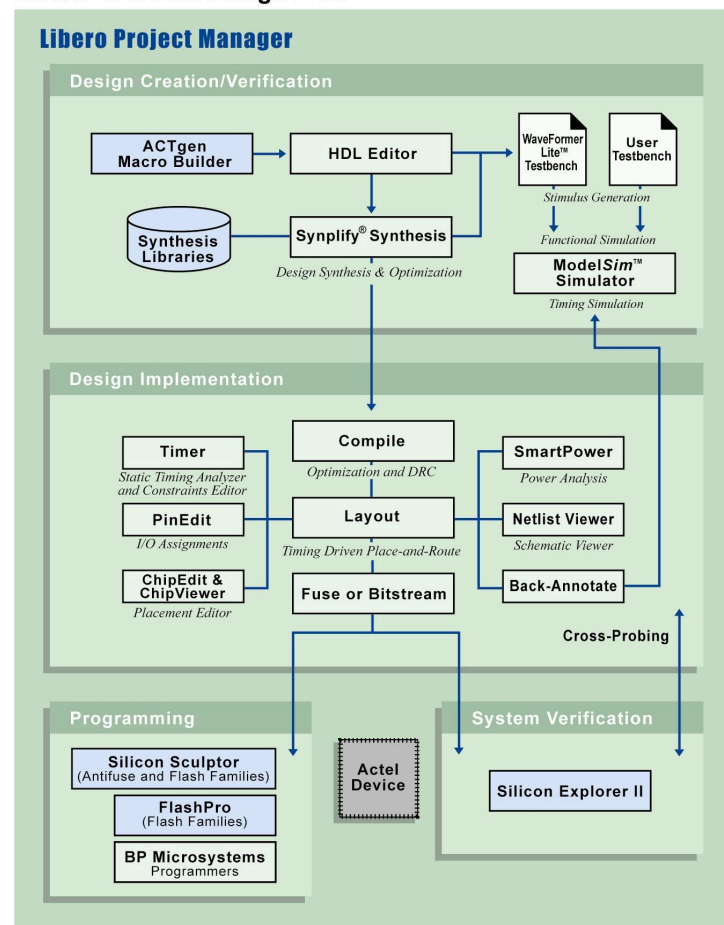 Libero Project Manager
Design Creation/Verification
ACTgen
Macro Builder
HDL Editor
WaveFormer
Lite™
Testbench
User
Testbench
Stimulus Generation
Synthesis
Libraries
Synplify® Synthesis
Design Synthesis & Optimization
Functional Simulation
ModelSim™
Simulator
Timing Simulation
Design Implementation
Timer
Static Timing Analyzer
and Constraints Editor
PinEdit
I/O Assignments
ChipEdit &
ChipViewer
Placement Editor
Compile
Optimization and DRC
Layout
Timing Driven Place-and-Route
Fuse or Bitstream
SmartPower
Power Analysis
Netlist Viewer
Schematic Viewer
Back-Annotate
Cross-Probing
Programming
Silicon Sculptor
(Antifuse and Flash Families)
FlashPro
(Flash Families)
BP Microsystems
Programmers
Actel
Device
System Verification
Silicon Explorer II